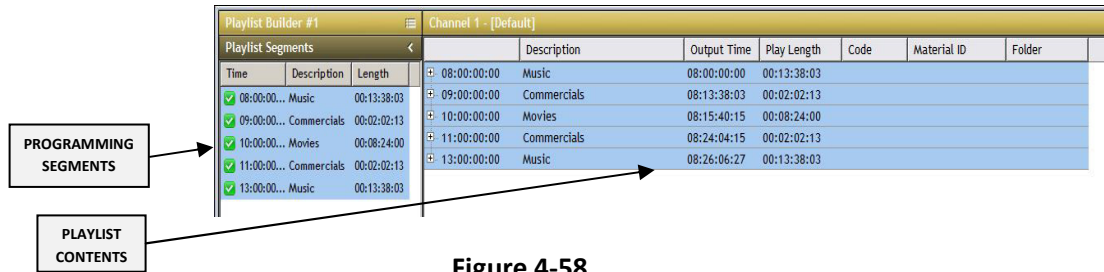 Playlist Builder #1
Channel 1 - [Default]
Playlist Segments <
Description Output Time Play Length Code Material ID Folder
Time Description Length
08:00:00:00 Music 08:00:00:00 00:13:38:03
09:00:00:00 Commercials 08:13:38:03 00:02:02:13
10:00:00:00 Movies 08:15:40:15 00:08:24:00
11:00:00:00 Commercials 08:24:04:15 00:02:02:13
13:00:00:00 Music 08:26:06:27 00:13:38:03
08:00:00... Music 00:13:38:03
09:00:00... Commercials 00:02:02:13
10:00:00... Movies 00:08:24:00
11:00:00... Commercials 00:02:02:13
13:00:00... Music 00:13:38:03
PROGRAMMING
SEGMENTS
PLAYLIST
CONTENTS
Figure 4-58